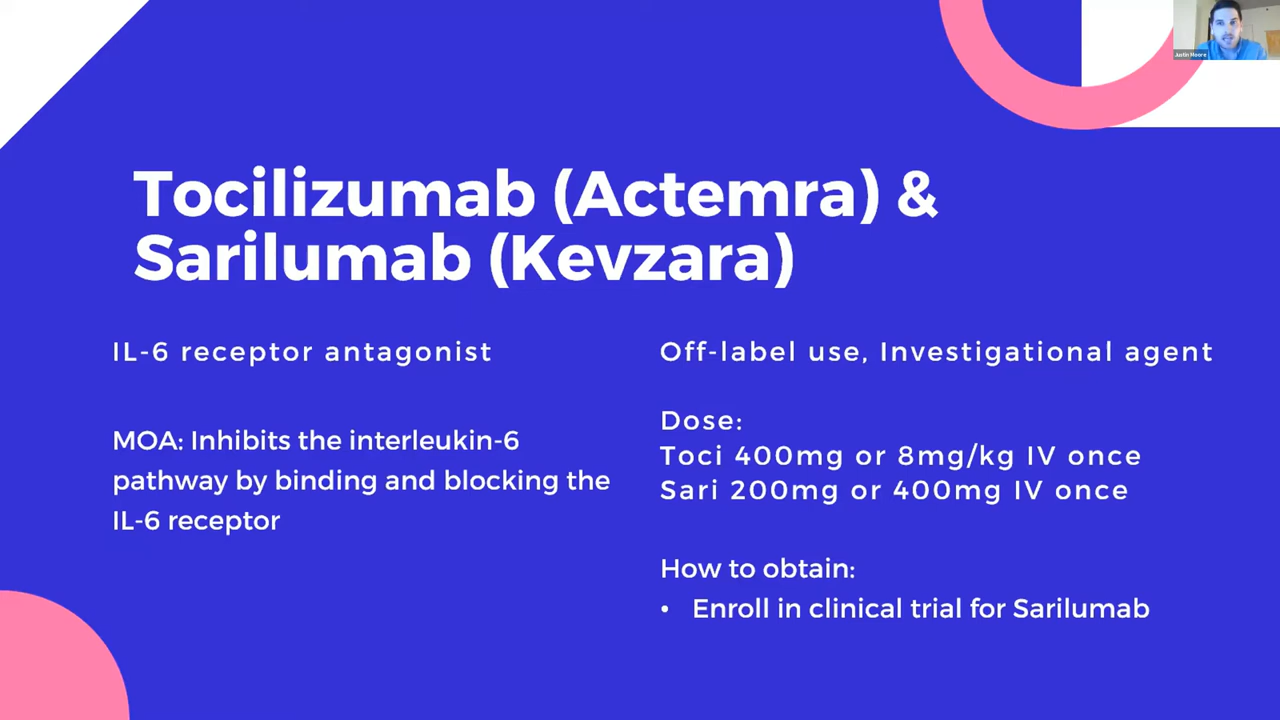 Justin Moore
Tocilizumab (Actemra) &
Sarilumab (Kevzara)
IL-6 receptor antagonist
MOA: Inhibits the interleukin-6
pathway by binding and blocking the
IL-6 receptor
Off-label use, Investigational agent
Dose:
Toci 400mg or 8mg/kg IV once
Sari 200mg or 400mg IV once
How to obtain:
• Enroll in clinical trial for Sarilumab